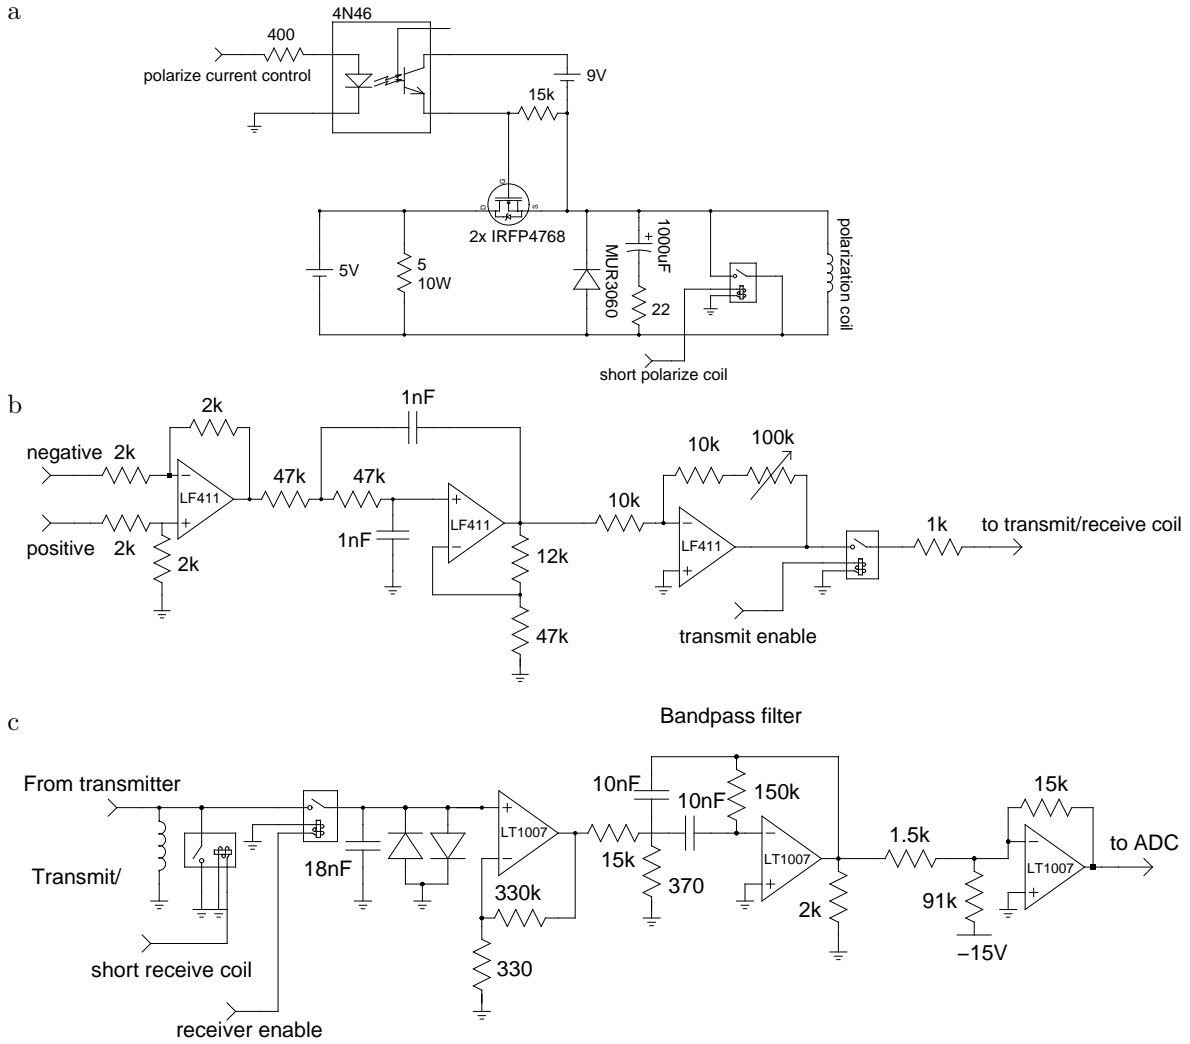 a
4N46
400
polarize current control
9V
15k
G
D
S
2x IRFP4768
5V
5
10W
MUR3060
+
1000uF
22
polarization coil
short polarize coil
b
negative
2k
2k
−
LF411
+
positive
2k
2k
47k
47k
1nF
1nF
+
LF411
−
12k
47k
10k
10k
100k
−
LF411
+
1k
to transmit/receive coil
transmit enable
c
Bandpass filter
From transmitter
Transmit/
short receive coil
receiver enable
18nF
+
LT1007
−
330k
330
15k
10nF
10nF
370
150k
−
LT1007
+
2k
1.5k
91k
−15V
15k
−
LT1007
+
to ADC